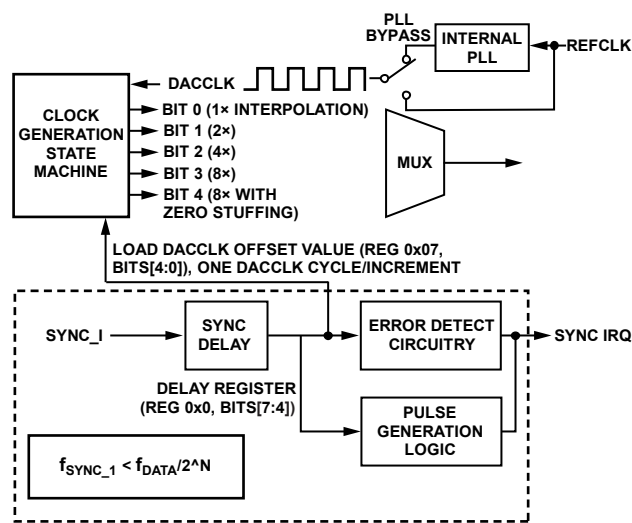 PLL
BYPASS
INTERNAL
PLL
REFCLK
DACCLK
CLOCK
GENERATION
STATE
MACHINE
BIT 0 (1× INTERPOLATION)
BIT 1 (2×)
BIT 2 (4×)
BIT 3 (8×)
BIT 4 (8× WITH
ZERO STUFFING)
MUX
LOAD DACCLK OFFSET VALUE (REG 0x07,
BITS[4:0]), ONE DACCLK CYCLE/INCREMENT
SYNC_I
SYNC
DELAY
ERROR DETECT
CIRCUITRY
SYNC IRQ
DELAY REGISTER
(REG 0x0, BITS[7:4])
PULSE
GENERATION
LOGIC
fSYNC_1 < fDATA/2^N